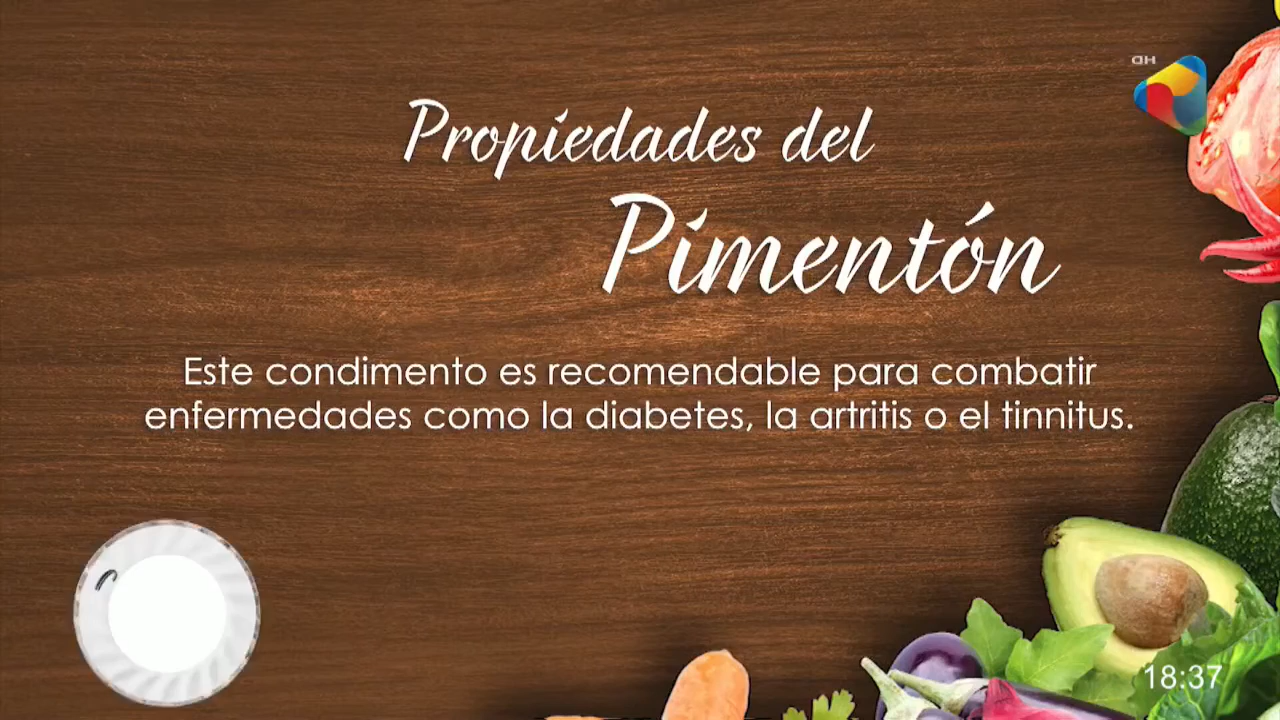 HD
Propiedades del
Pimentón
Este condimento es recomendable para combatir
enfermedades como la diabetes, la artritis o el tinnitus.
18:37